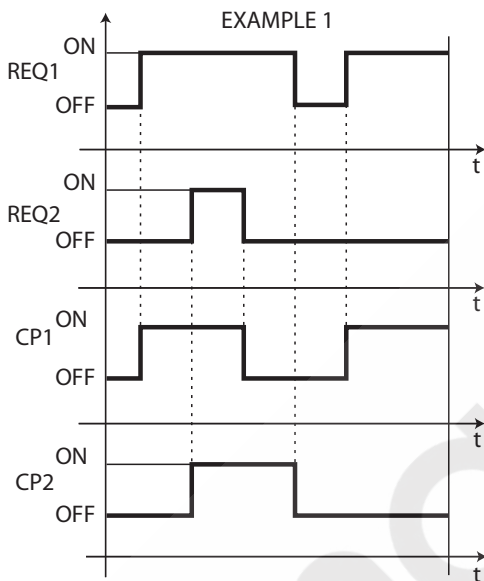 EXAMPLE 1
ON
REQ1
OFF
t
ON
REQ2
OFF
t
ON
CP1
OFF
t
ON
CP2
OFF
t